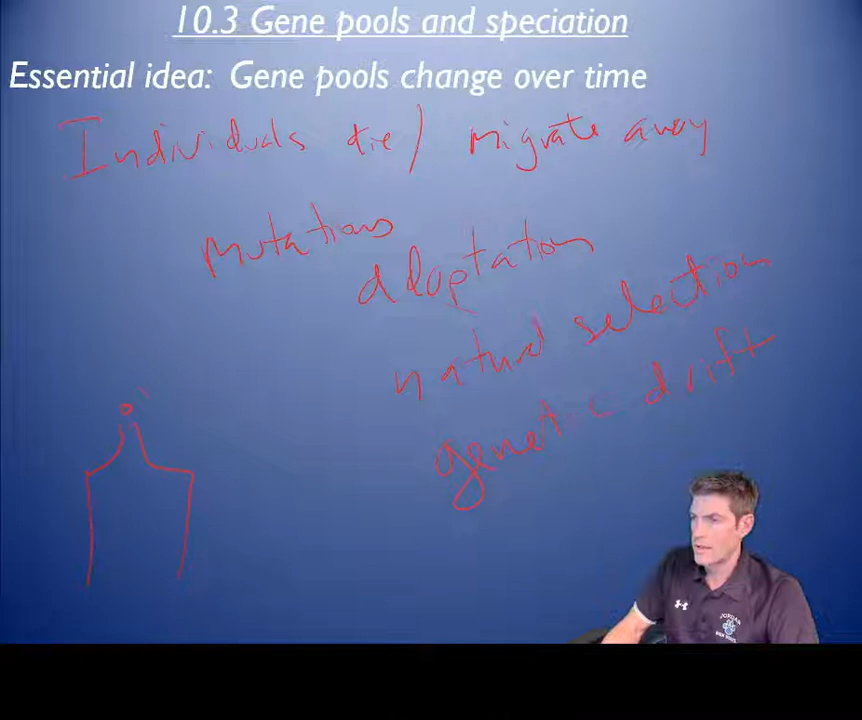 10.3 Gene pools and speciation
Essential idea: Gene pools change over time
Individuals die/ migrate away
Mutations
adaptation
natural selection
genetic drift
JORDAN